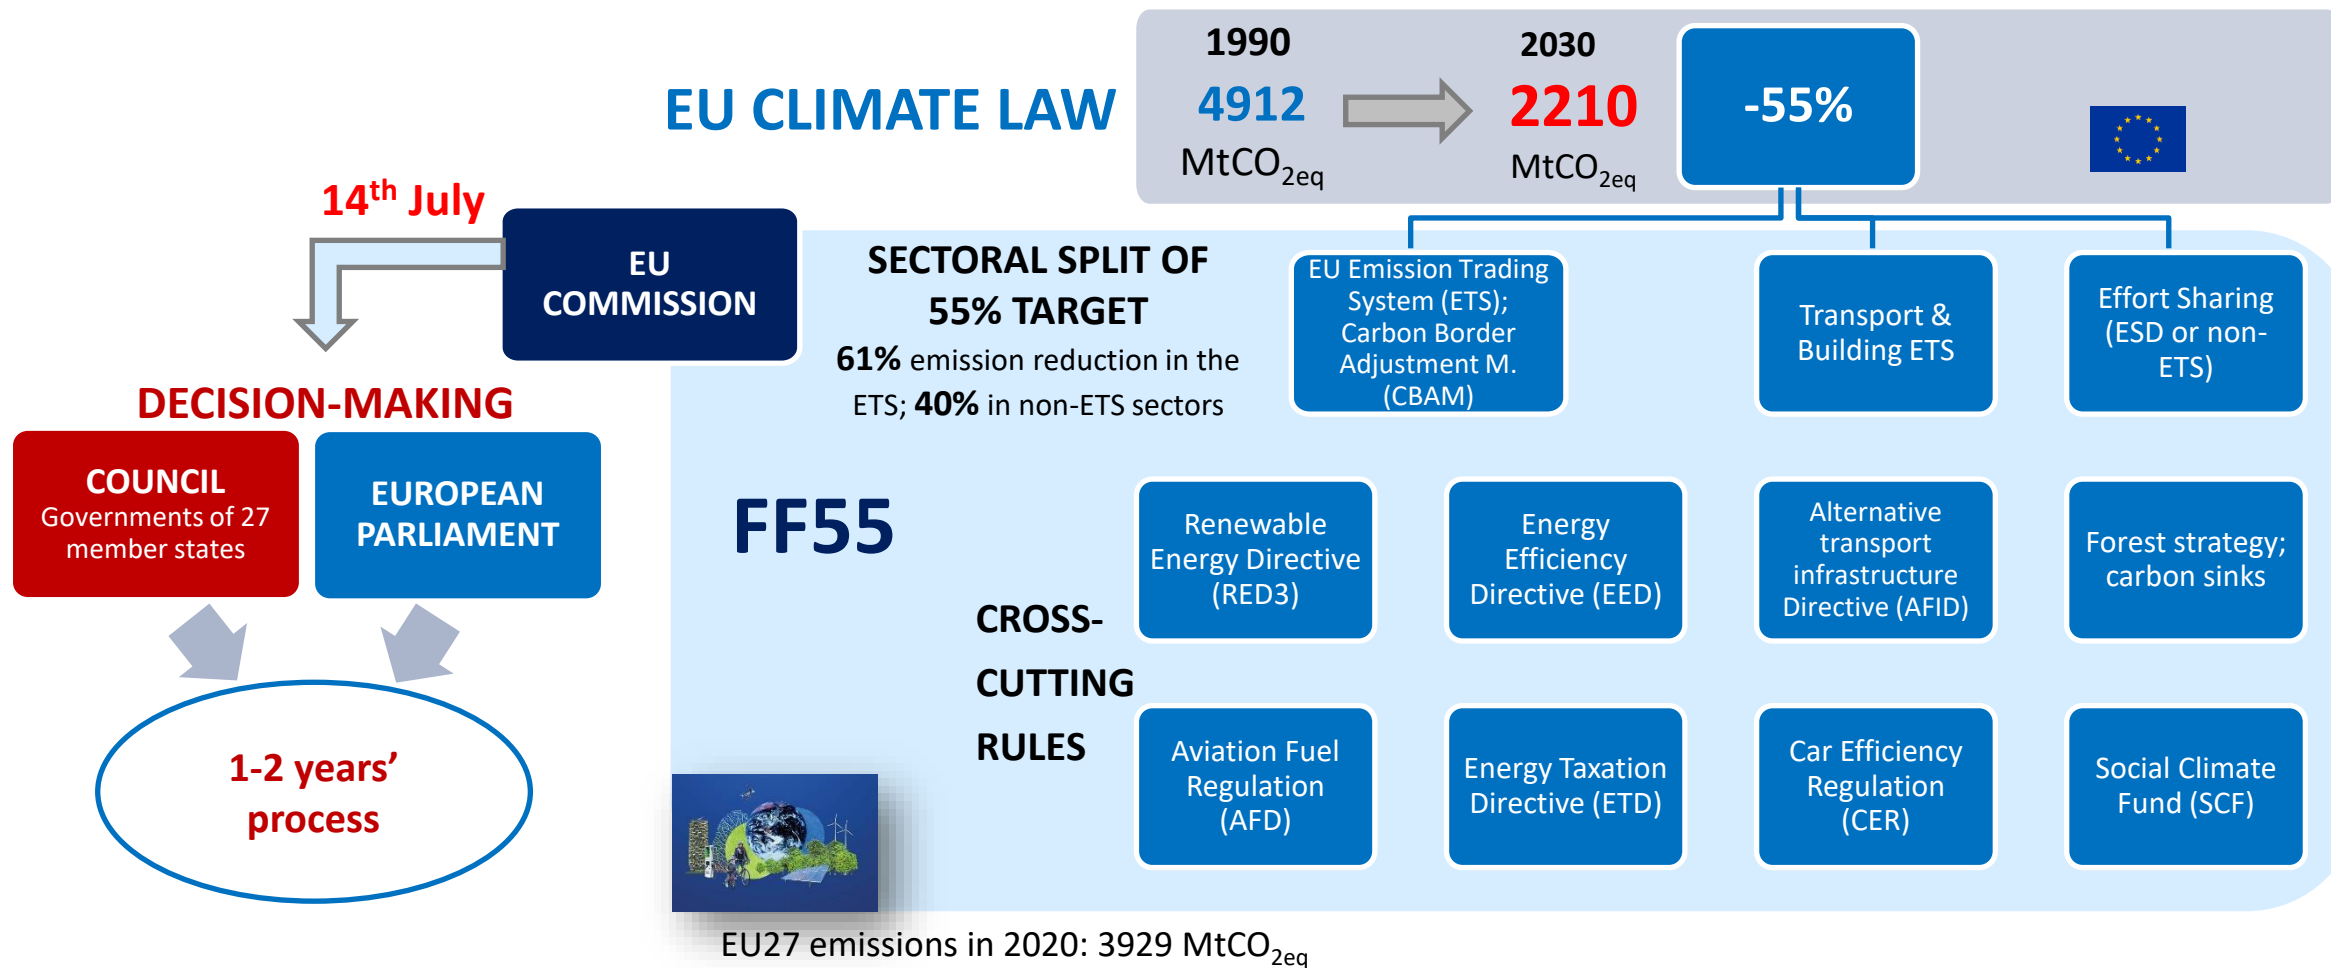 EU CLIMATE LAW
1990
4912
MtCO2eq
2030
2210
MtCO2eq
-55%
14th July
EU
COMMISSION
DECISION-MAKING
COUNCIL
Governments of 27
member states
EUROPEAN
PARLIAMENT
1-2 years’
process
SECTORAL SPLIT OF
55% TARGET
61% emission reduction in the
ETS; 40% in non-ETS sectors
EU Emission Trading
System (ETS);
Carbon Border
Adjustment M.
(CBAM)
Transport &
Building ETS
Effort Sharing
(ESD or non-
ETS)
FF55
CROSS-
CUTTING
RULES
Renewable
Energy Directive
(RED3)
Energy
Efficiency
Directive (EED)
Alternative
transport
infrastructure
Directive (AFID)
Forest strategy;
carbon sinks
Aviation Fuel
Regulation
(AFD)
Energy Taxation
Directive (ETD)
Car Efficiency
Regulation
(CER)
Social Climate
Fund (SCF)
EU27 emissions in 2020: 3929 MtCO2eq